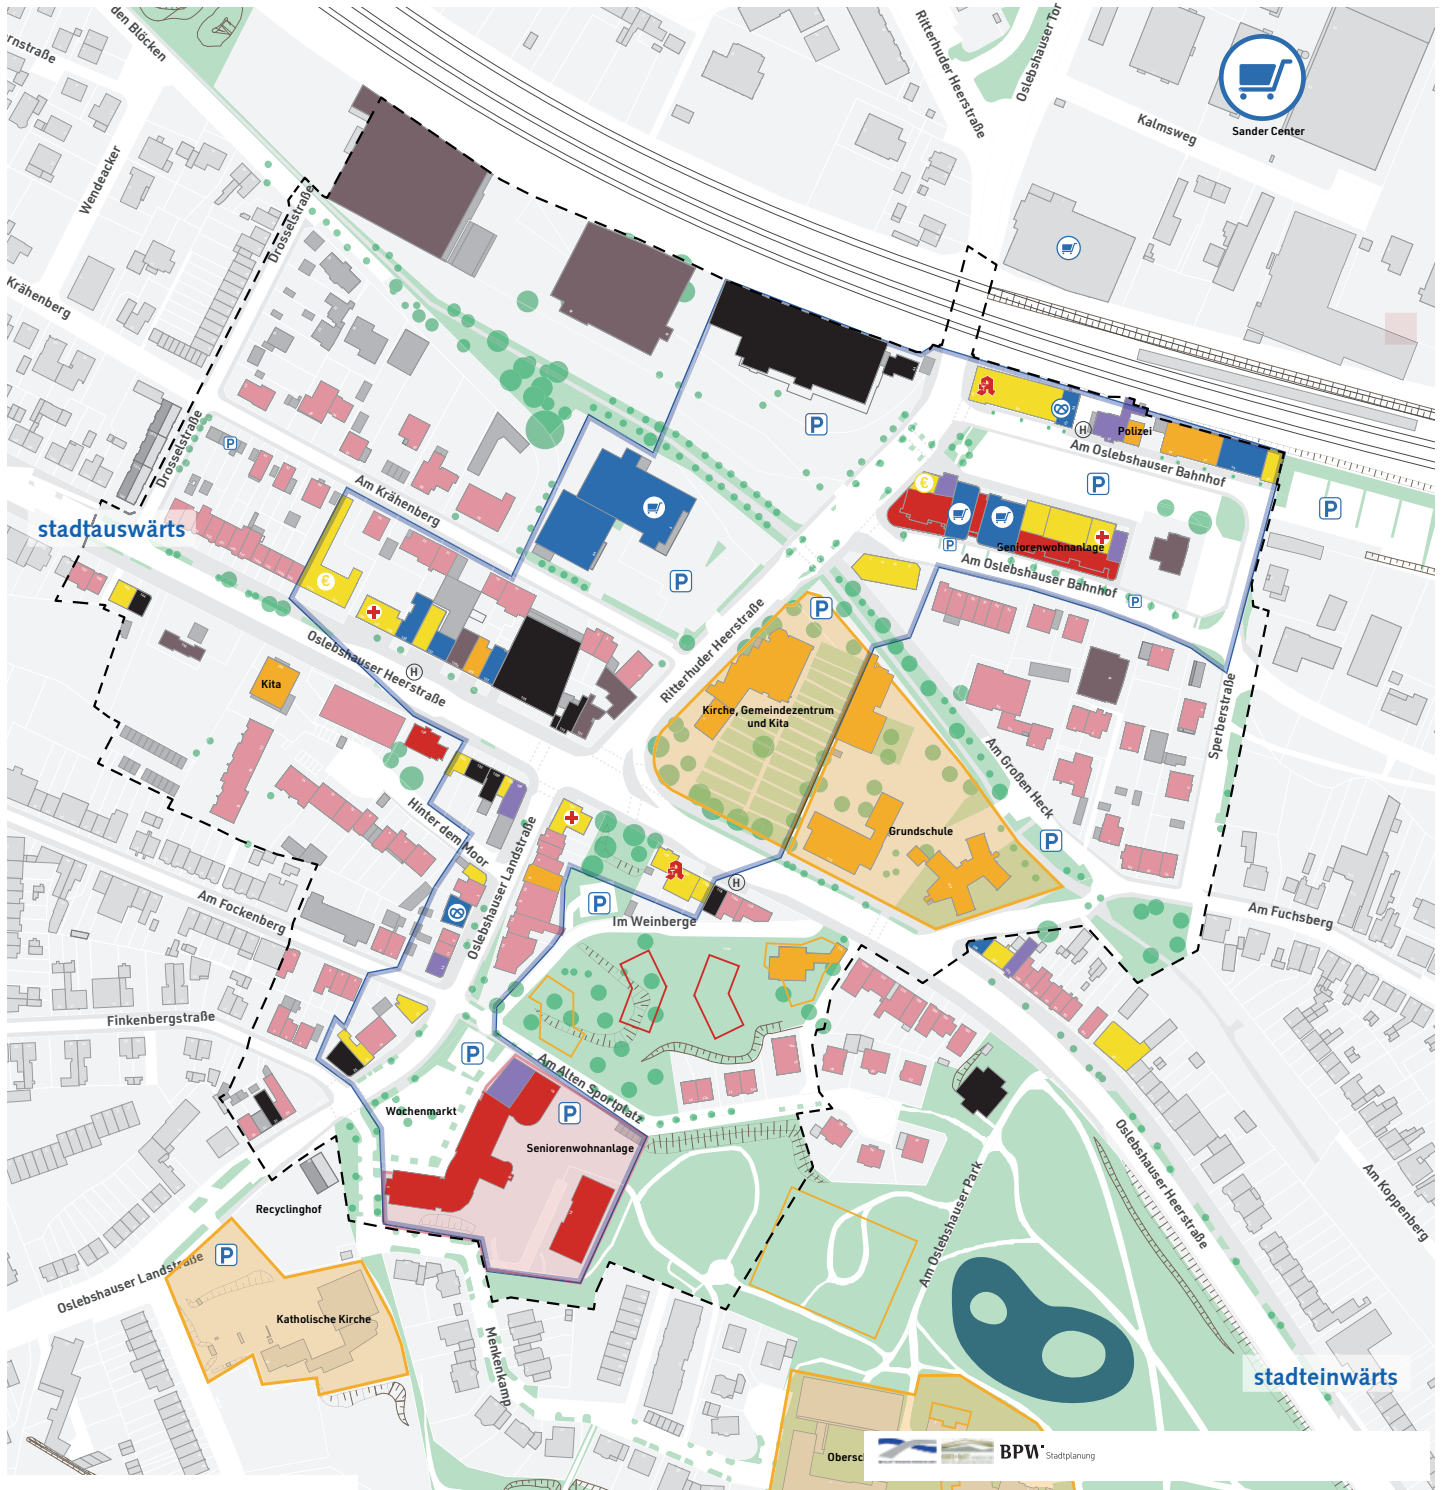 den Blöcken
rnstraße
Wendeacker
Krähenberg
Drosselstraße
Ritterhuder Heerstraße
Oslebshauser Tor
Kalmsweg
Sander Center
Drosselstraße
P
stadtauswärts
Am Krähenberg
P
H
Polizei
Am Oslebshauser Bahnhof
P
P
€
€
P
Seniorenwohnanlage
Am Oslebshauser Bahnhof
P
P
P
Oslebshauser Heerstraße
H
Ritterhuder Heerstraße
Kita
Kirche, Gemeindezentrum
und Kita
Sperberstraße
Am Großen Heck
Hinter dem Moor
Grundschule
P
Oslebshauser Landstraße
H
P
Im Weinberge
Am Fockenberg
Am Fuchsberg
Finkenbergstraße
P
Am Alten Sportplatz
Wochenmarkt
P
Seniorenwohnanlage
Oslebshauser Heerstraße
Am Koppenberg
Am Oslebshauser Park
Recyclinghof
P
Oslebshauser Landstraße
Katholische Kirche
Menkenkamp
stadteinwärts
Obersc
BPW
Stadtplanung